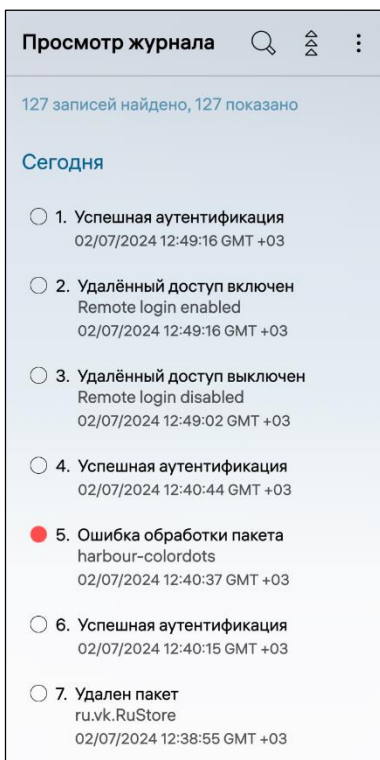 Просмотр журнала
127 записей найдено, 127 показано
Сегодня
1. Успешная аутентификация
02/07/2024 12:49:16 GMT +03
2. Удалённый доступ включен
Remote login enabled
02/07/2024 12:49:16 GMT +03
3. Удалённый доступ выключен
Remote login disabled
02/07/2024 12:49:02 GMT +03
4. Успешная аутентификация
02/07/2024 12:40:44 GMT +03
5. Ошибка обработки пакета
harbour-colordots
02/07/2024 12:40:37 GMT +03
6. Успешная аутентификация
02/07/2024 12:40:15 GMT +03
7. Удален пакет
ru.vk.RuStore
02/07/2024 12:38:55 GMT +03